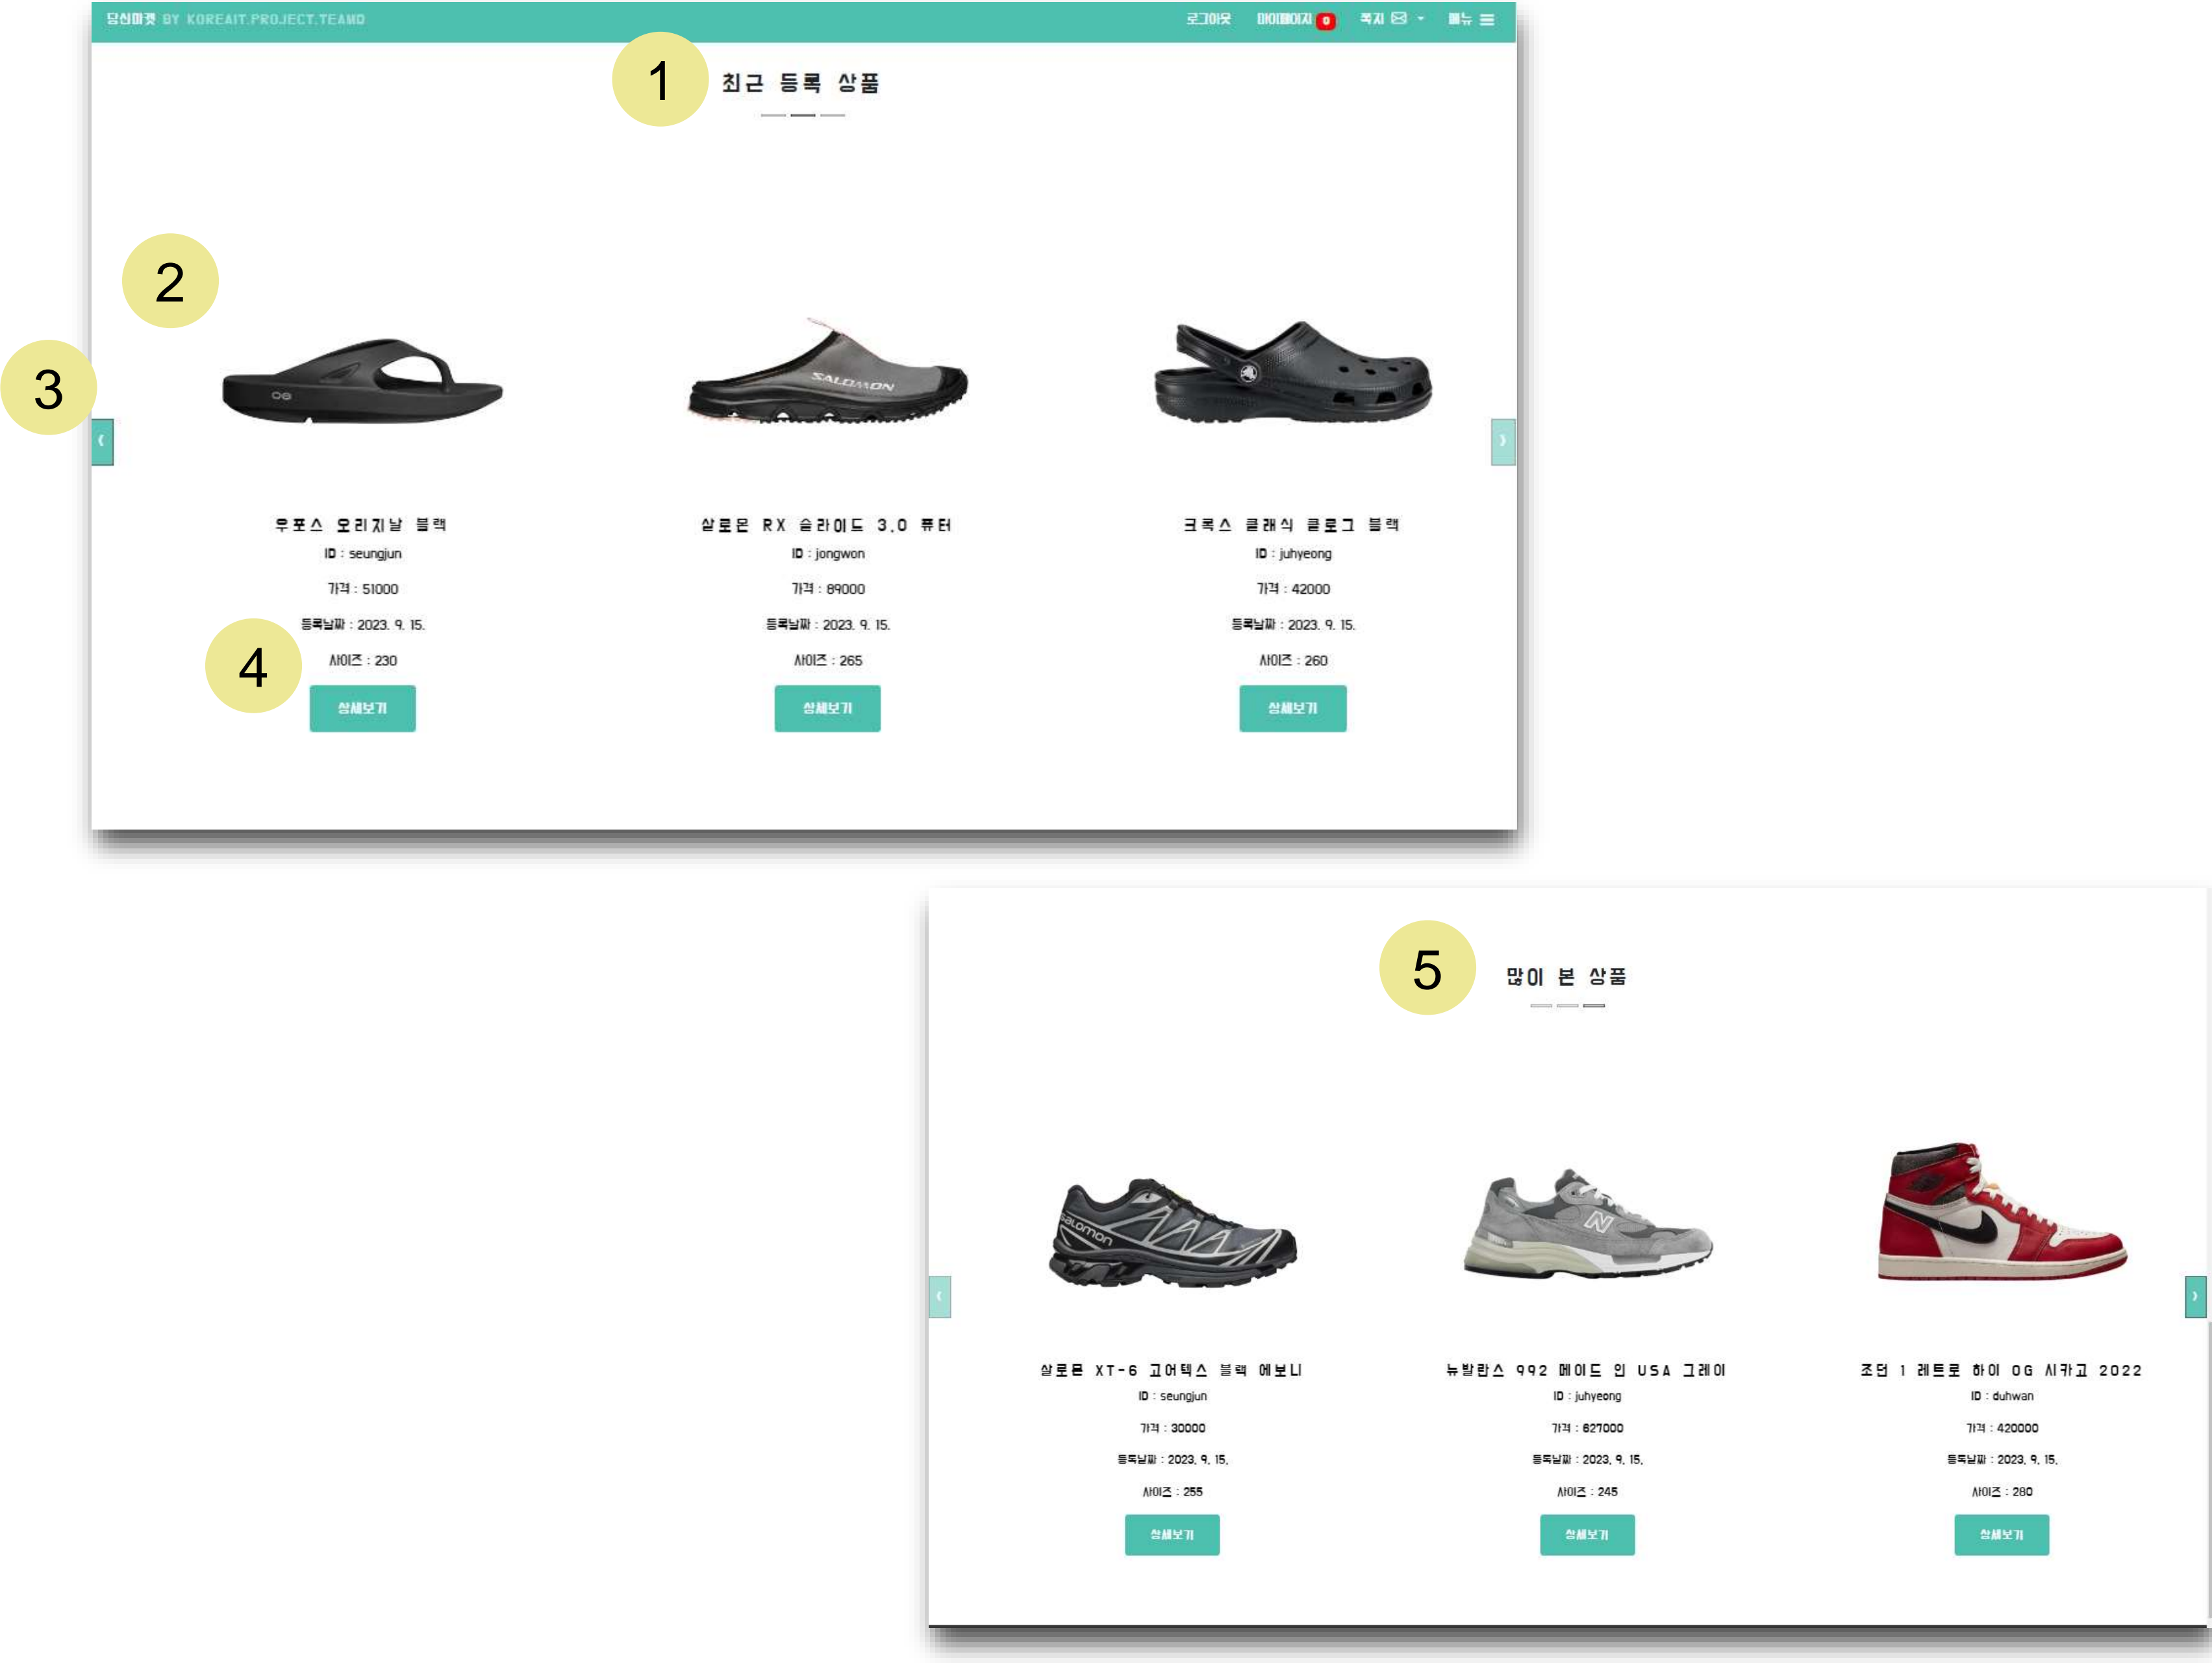 당신마켓 BY KOREAIT.PROJECT.TEAMD
로그아웃 마이페이지 0 쪽지 메뉴
1 최근 등록 상품
2
3
SALOMON
우포스 오리지날 블랙
ID : seungjun
가격 : 51000
등록날짜 : 2023. 9. 15.
4 사이즈 : 230
상세보기
살로몬 RX 슬라이드 3.0 퓨터
ID : jongwon
가격 : 89000
등록날짜 : 2023. 9. 15.
사이즈 : 265
상세보기
크록스 클래식 클로그 블랙
ID : juhyeong
가격 : 42000
등록날짜 : 2023. 9. 15.
사이즈 : 260
상세보기
5 많이 본 상품
salomon
N
살로몬 XT-6 고어텍스 블랙 에보니
ID : seungjun
가격 : 30000
등록날짜 : 2023. 9. 15.
사이즈 : 255
상세보기
뉴발란스 992 메이드 인 USA 그레이
ID : juhyeong
가격 : 627000
등록날짜 : 2023. 9. 15.
사이즈 : 245
상세보기
조던 1 레트로 하이 OG 시카고 2022
ID : duhwan
가격 : 420000
등록날짜 : 2023. 9. 15.
사이즈 : 280
상세보기